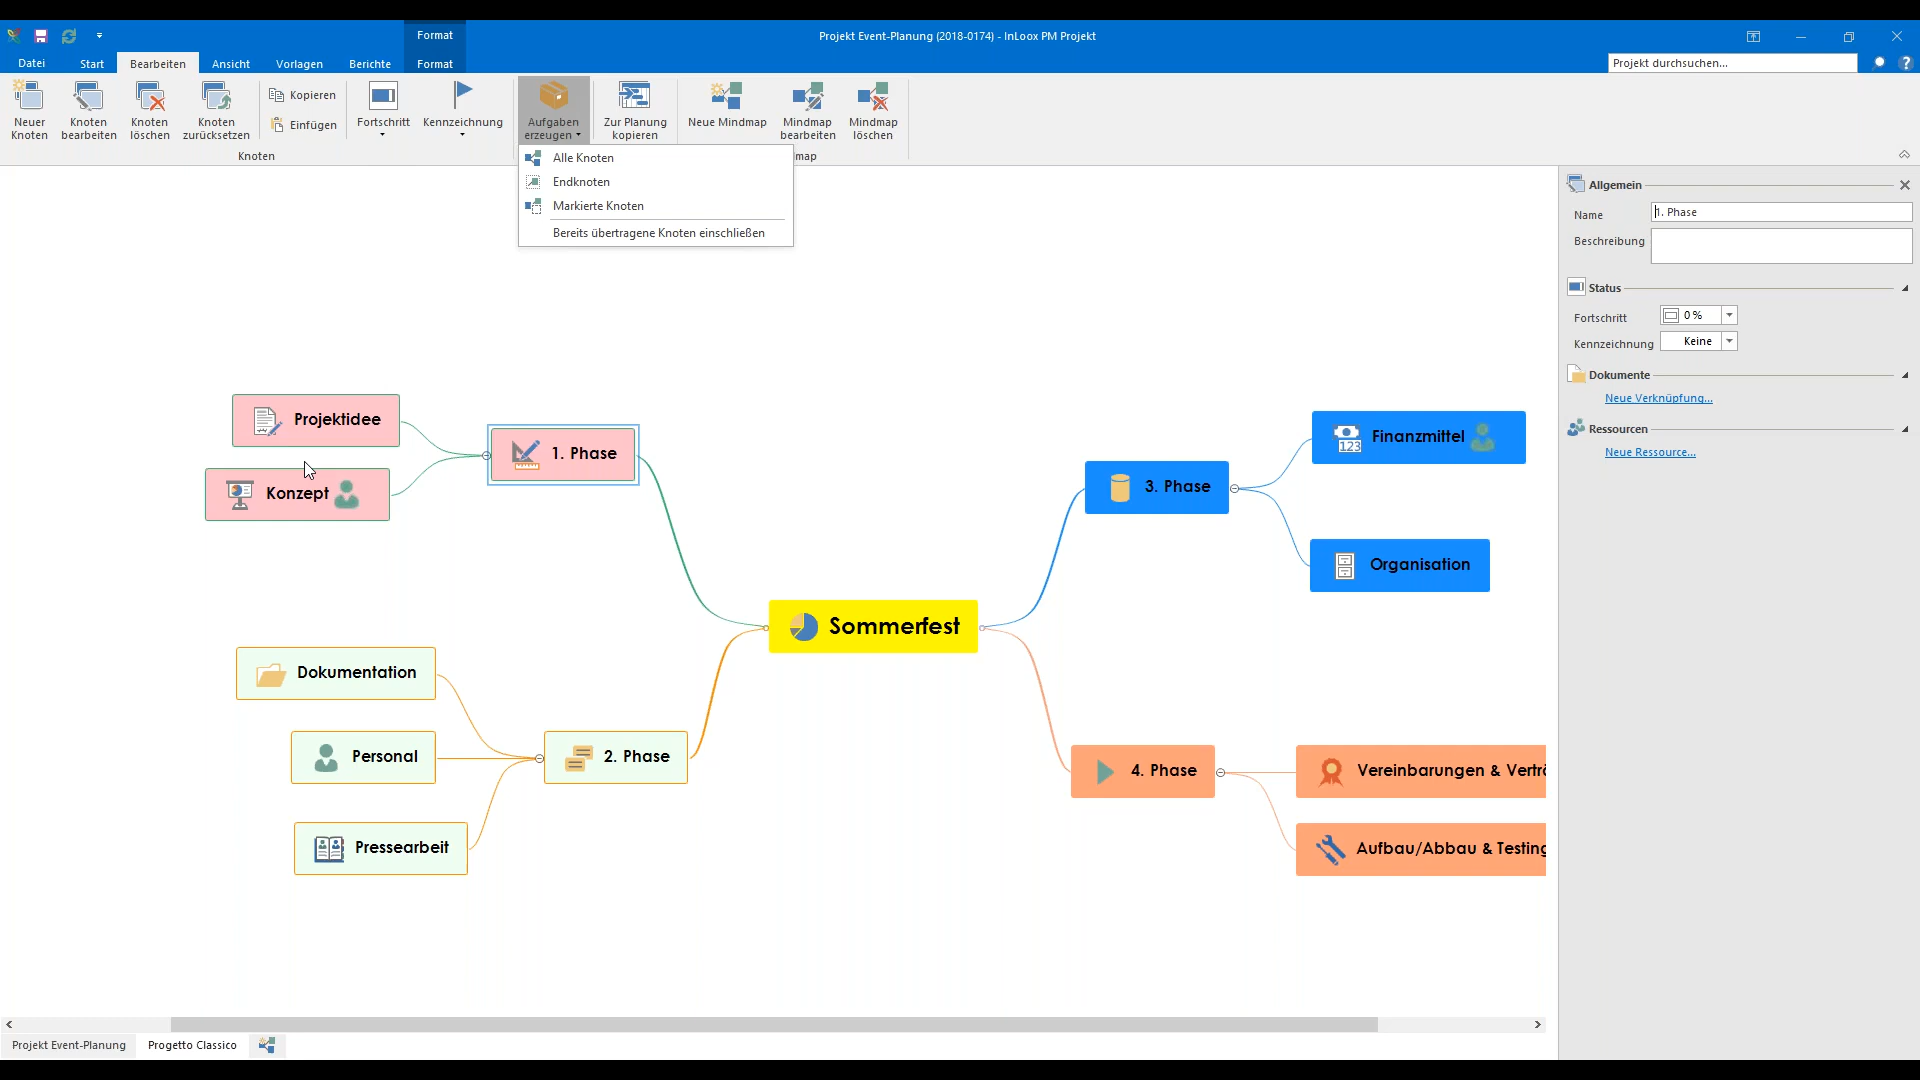 Format
Projekt Event-Planung (2018-0174) - InLoox PM Projekt
Datei Start Bearbeiten Ansicht Vorlagen Berichte Format
Projekt durchsuchen...
?
Neuer Knoten
Knoten bearbeiten
Knoten löschen
Knoten zurücksetzen
Kopieren
Einfügen
Fortschritt
Kennzeichnung
Aufgaben erzeugen
Zur Planung kopieren
Neue Mindmap
Mindmap bearbeiten
Mindmap löschen
Knoten
map
Alle Knoten
Endknoten
Markierte Knoten
Bereits übertragene Knoten einschließen
Projektidee
Konzept
1. Phase
Dokumentation
Personal
Pressearbeit
2. Phase
Sommerfest
3. Phase
123
Finanzmittel
Organisation
4. Phase
Vereinbarungen & Verträ
Aufbau/Abbau & Testing
Allgemein
Name 1. Phase
Beschreibung
Status
Fortschritt 0 %
Kennzeichnung Keine
Dokumente
Neue Verknüpfung...
Ressourcen
Neue Ressource...
Projekt Event-Planung Progetto Classico